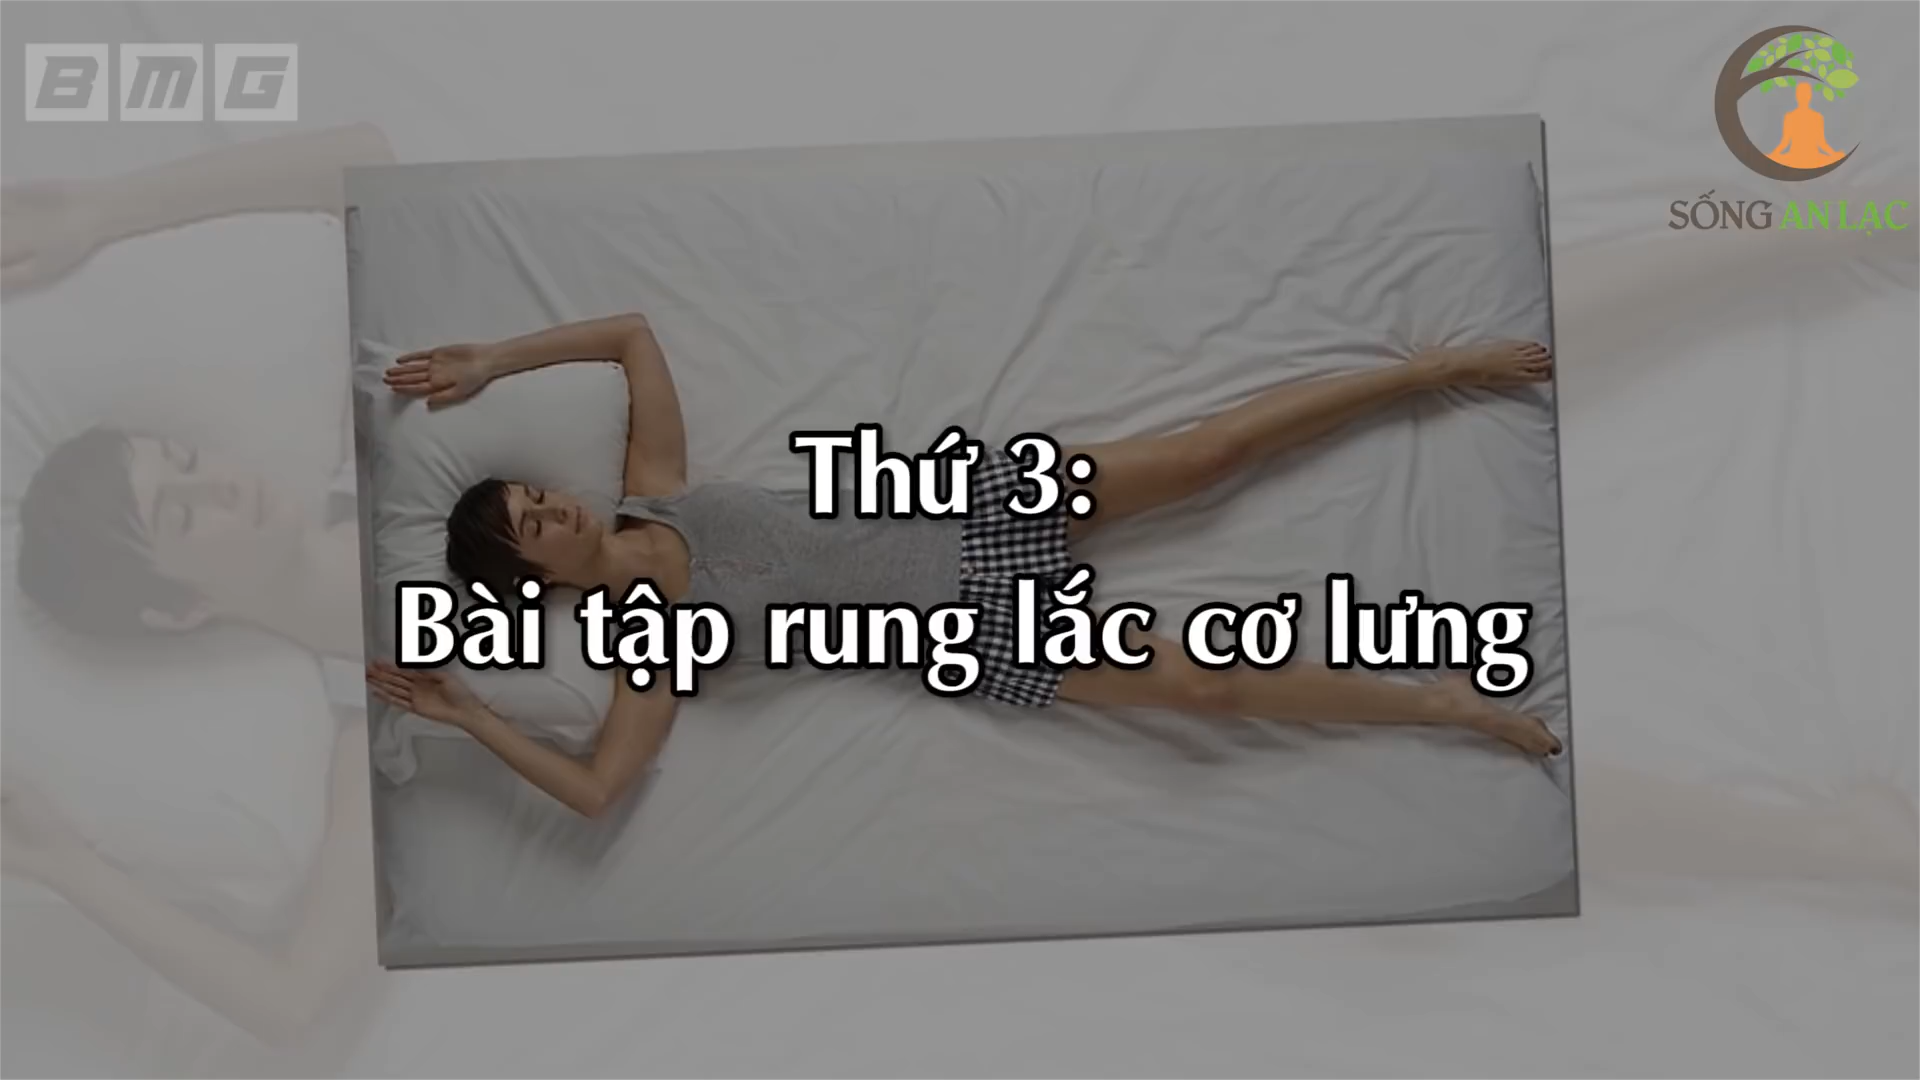 BMG
SỐNG AN LẠC
Thứ 3:
Bài tập rung lắc cơ lưng